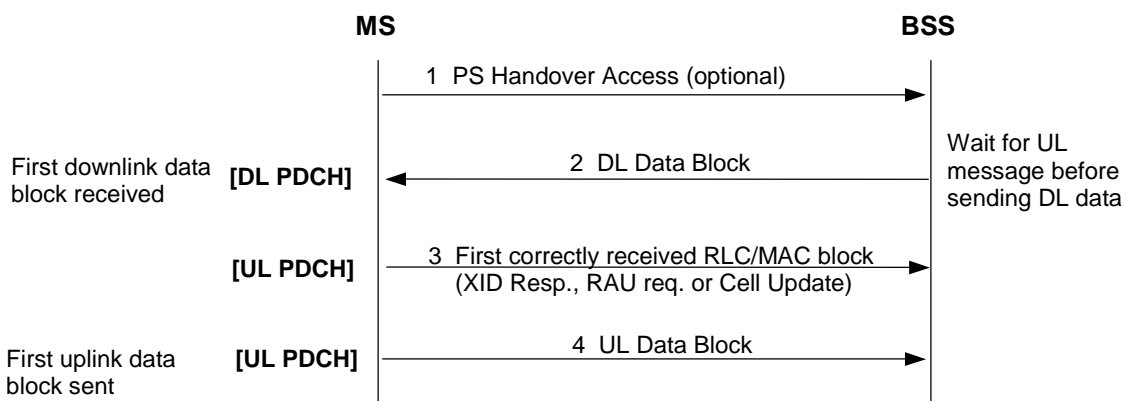 MS
BSS
1 PS Handover Access (optional)
Wait for UL
message before
sending DL data
First downlink data
block received
[DL PDCH]
2 DL Data Block
[UL PDCH]
3 First correctly received RLC/MAC block
(XID Resp., RAU req. or Cell Update)
First uplink data
block sent
[UL PDCH]
4 UL Data Block